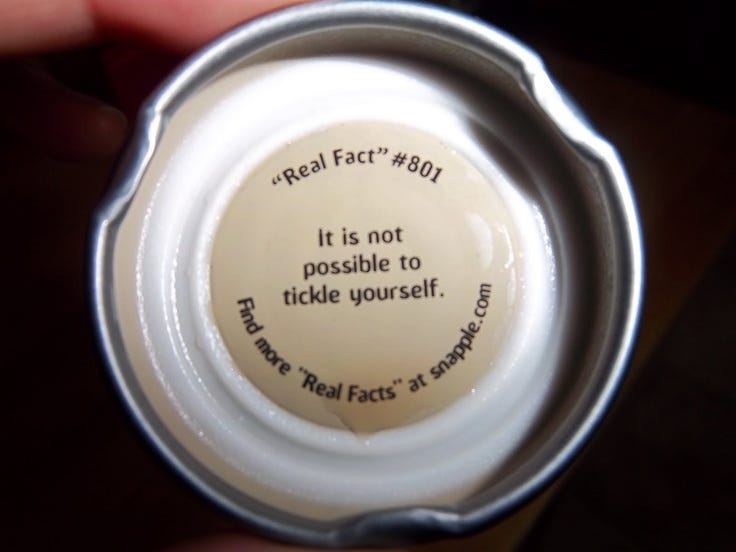 “Real Fact” #801
It is not
possible to
tickle yourself.
Find more "Real Facts" at snapple.com